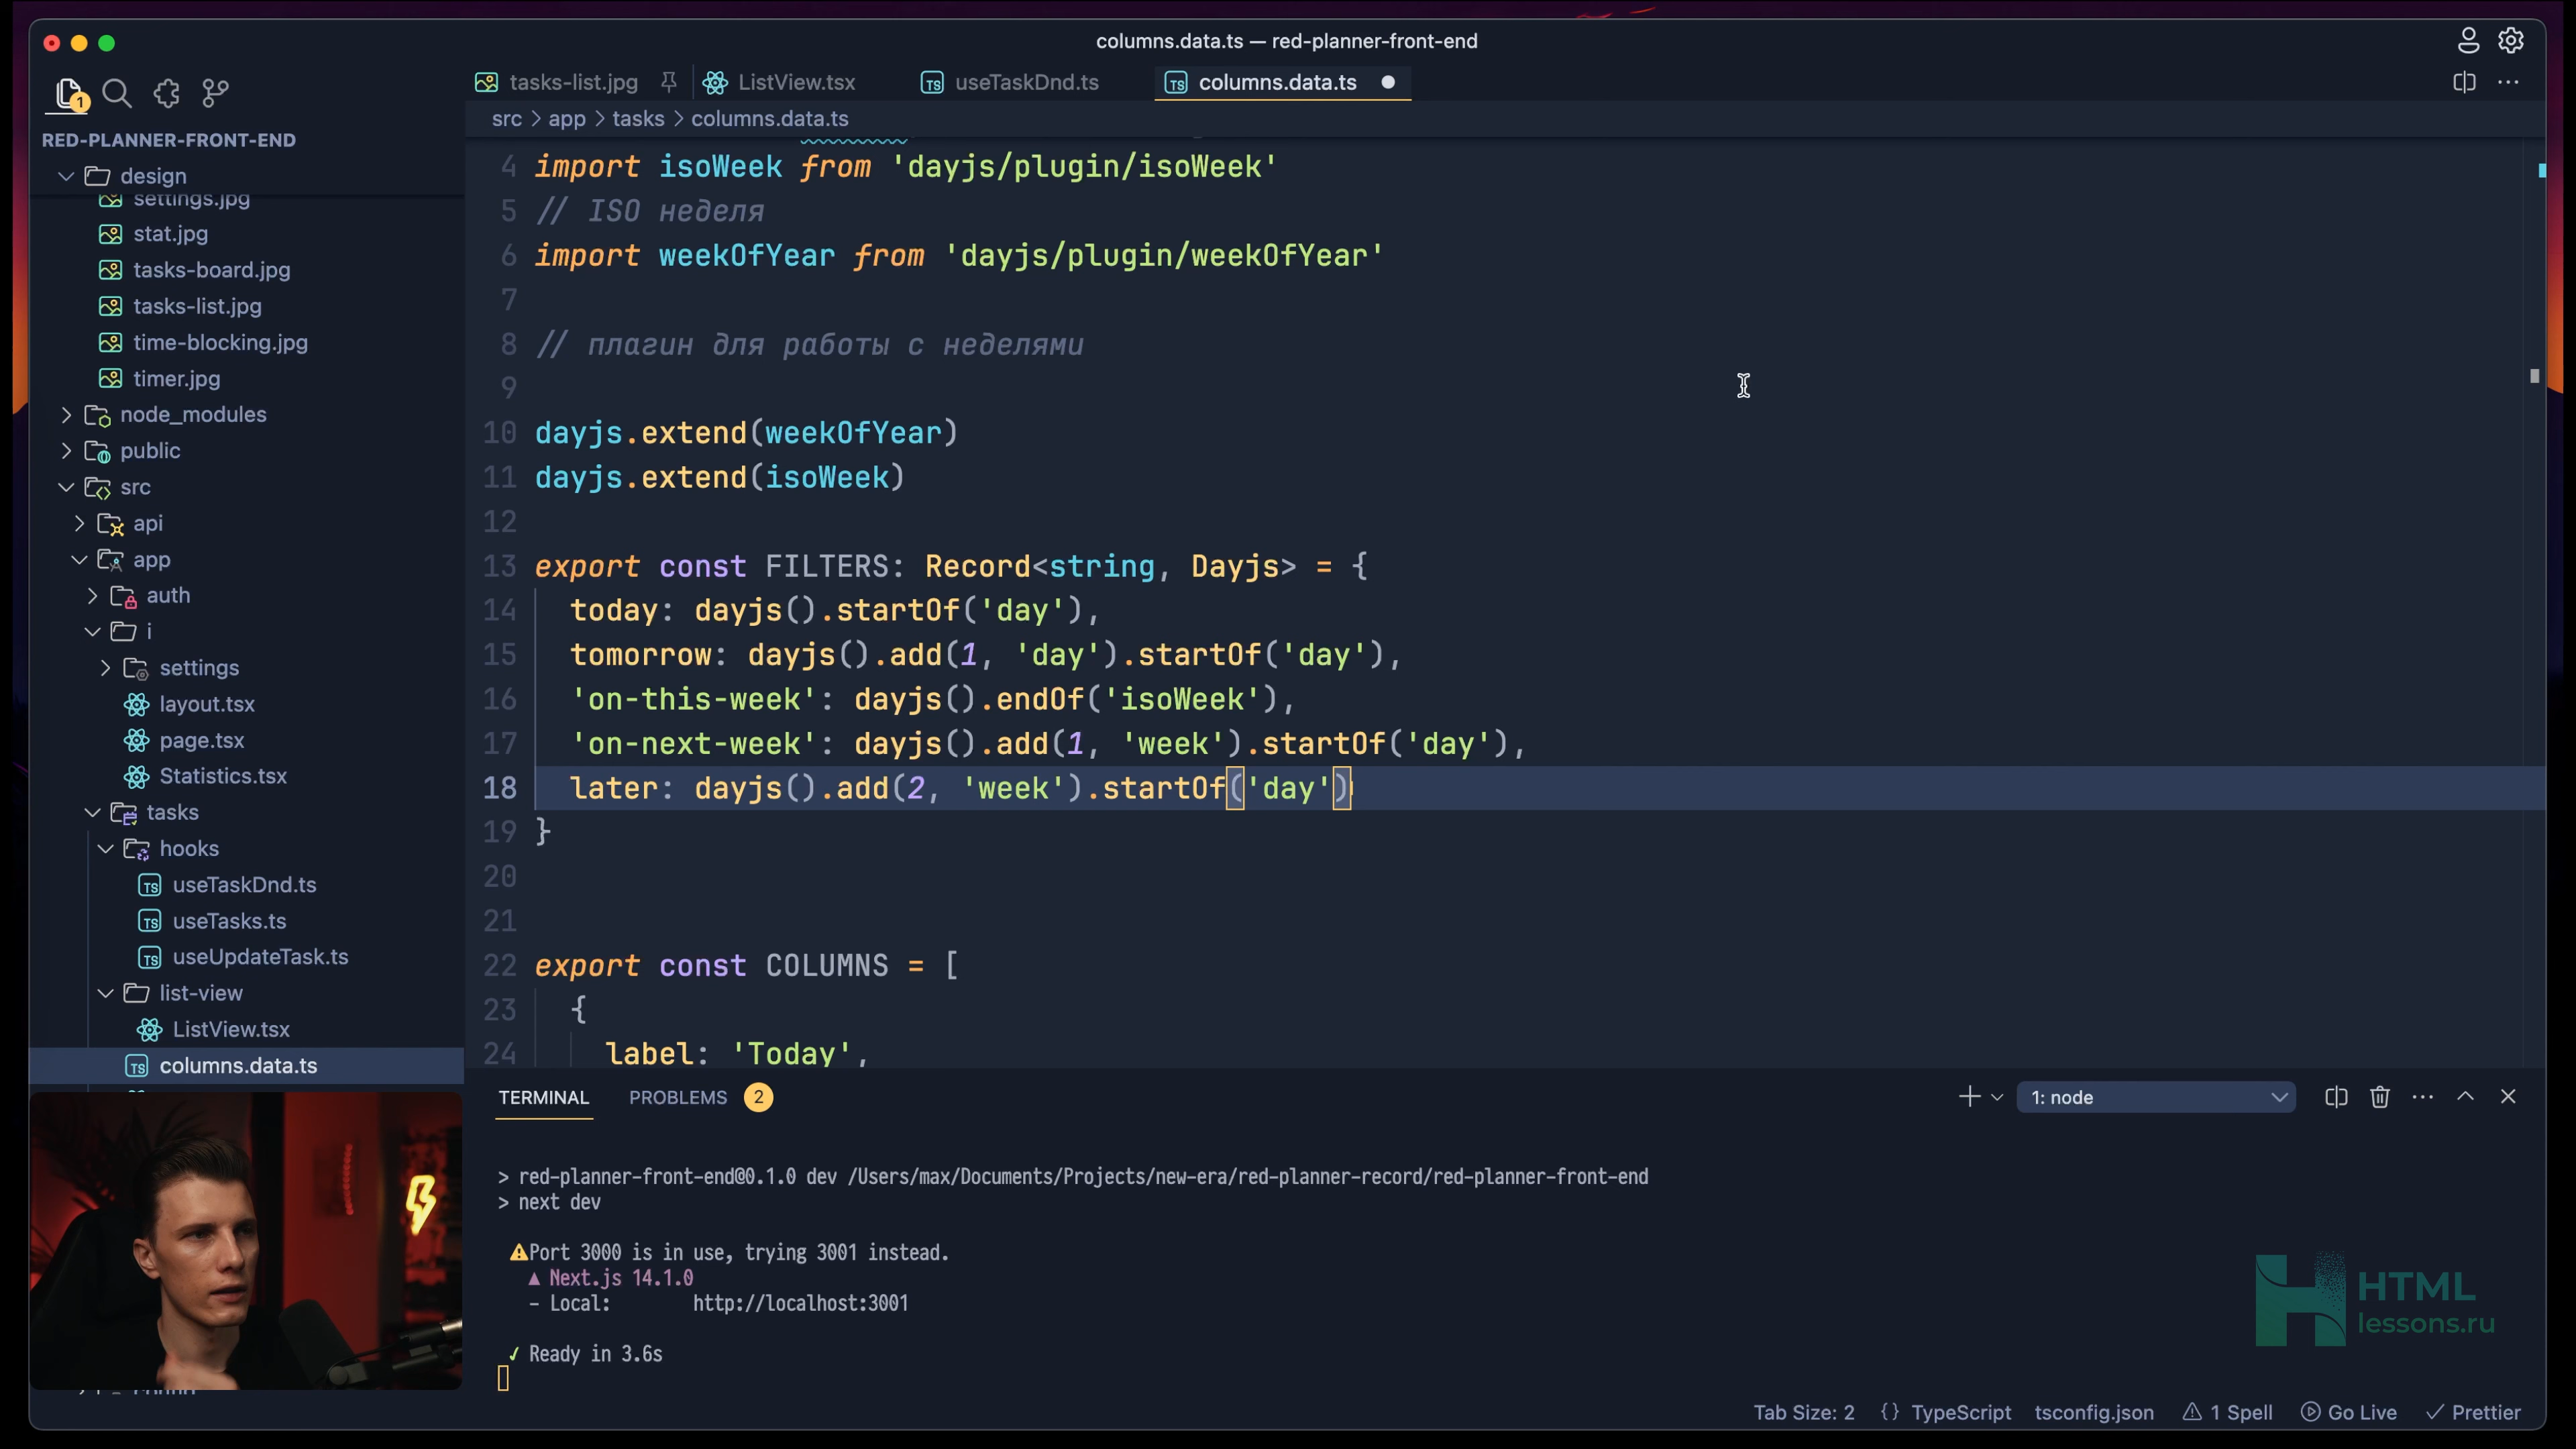 columns.data.ts — red-planner-front-end
1
tasks-list.jpg
ListView.tsx
TS useTaskDnd.ts
TS columns.data.ts
src > app > tasks > columns.data.ts
RED-PLANNER-FRONT-END
design
settings.jpg
stat.jpg
tasks-board.jpg
tasks-list.jpg
time-blocking.jpg
timer.jpg
node_modules
public
src
api
app
auth
i
settings
layout.tsx
page.tsx
Statistics.tsx
tasks
hooks
TS useTaskDnd.ts
TS useTasks.ts
TS useUpdateTask.ts
list-view
ListView.tsx
TS columns.data.ts
4 import isoWeek from 'dayjs/plugin/isoWeek'
5 // ISO неделя
6 import weekOfYear from 'dayjs/plugin/weekOfYear'
7
8 // плагин для работы с неделями
9
10 dayjs.extend(weekOfYear)
11 dayjs.extend(isoWeek)
12
13 export const FILTERS: Record<string, Dayjs> = {
14 today: dayjs().startOf('day'),
15 tomorrow: dayjs().add(1, 'day').startOf('day'),
16 'on-this-week': dayjs().endOf('isoWeek'),
17 'on-next-week': dayjs().add(1, 'week').startOf('day'),
18 later: dayjs().add(2, 'week').startOf('day')
19 }
20
21
22 export const COLUMNS = [
23 {
24 label: 'Today',
TERMINAL
PROBLEMS 2
1: node
> red-planner-front-end@0.1.0 dev /Users/max/Documents/Projects/new-era/red-planner-record/red-planner-front-end
> next dev
⚠Port 3000 is in use, trying 3001 instead.
▲ Next.js 14.1.0
- Local: http://localhost:3001
✓ Ready in 3.6s
HTML
lessons.ru
Tab Size: 2
{} TypeScript
tsconfig.json
1 Spell
Go Live
Prettier